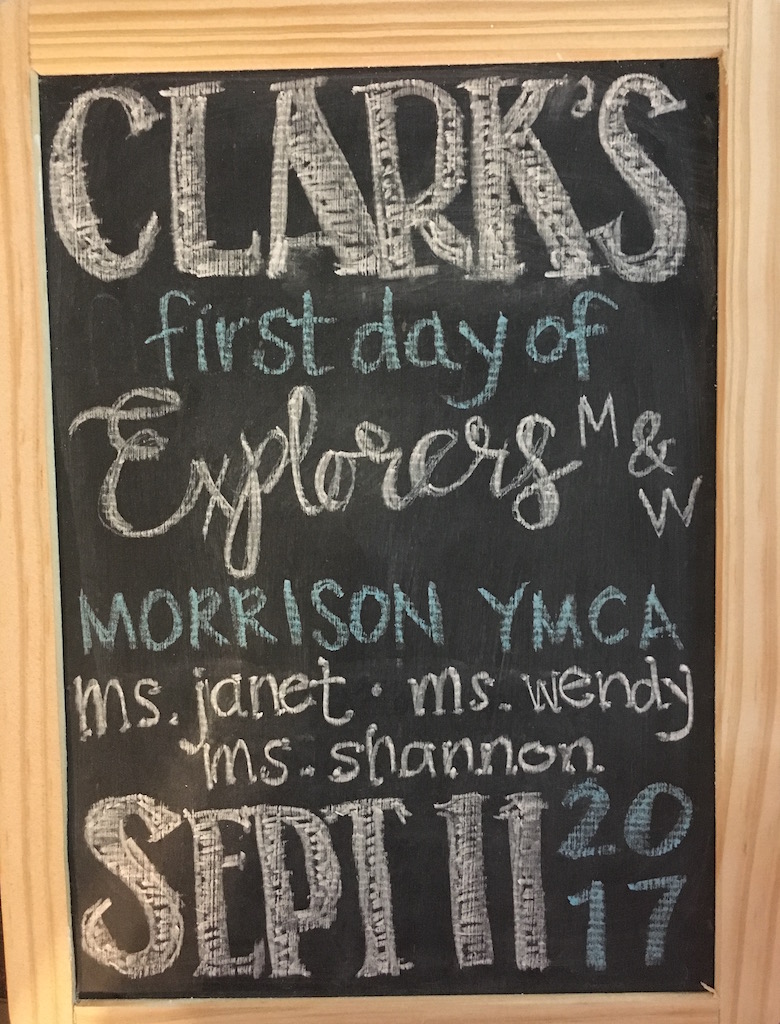 CLARK'S
first day of
Explorers M & W
MORRISON YMCA
ms. janet · ms. wendy
ms. shannon
SEPT 11 2017